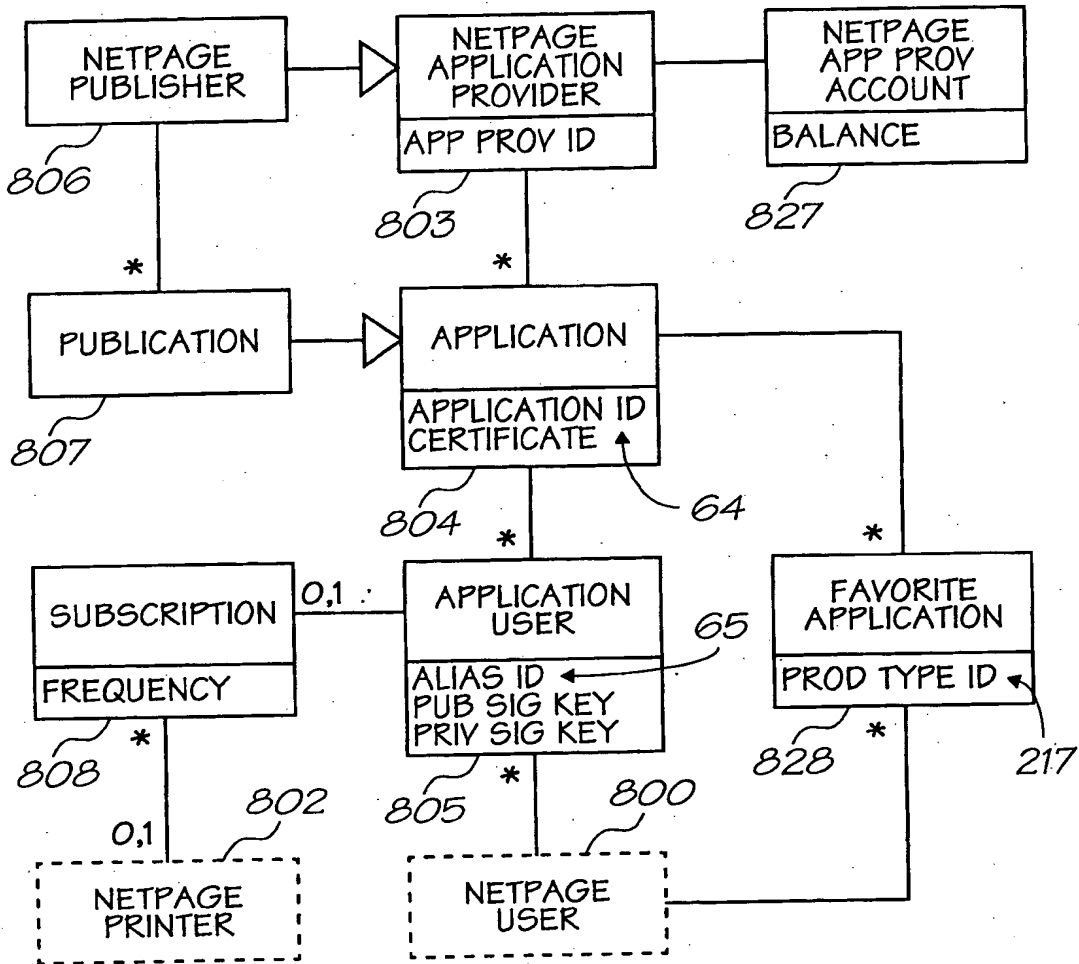 NETPAGE
PUBLISHER
806
NETPAGE
APPLICATION
PROVIDER
APP PROV ID
803
NETPAGE
APP PROV
ACCOUNT
BALANCE
827
*
*
PUBLICATION
807
APPLICATION
APPLICATION ID
CERTIFICATE
804
64
*
*
SUBSCRIPTION
FREQUENCY
808
0,1
APPLICATION
USER
ALIAS ID
PUB SIG KEY
PRIV SIG KEY
805
65
FAVORITE
APPLICATION
PROD TYPE ID
828
217
*
*
*
0,1
802
800
NETPAGE
PRINTER
NETPAGE
USER